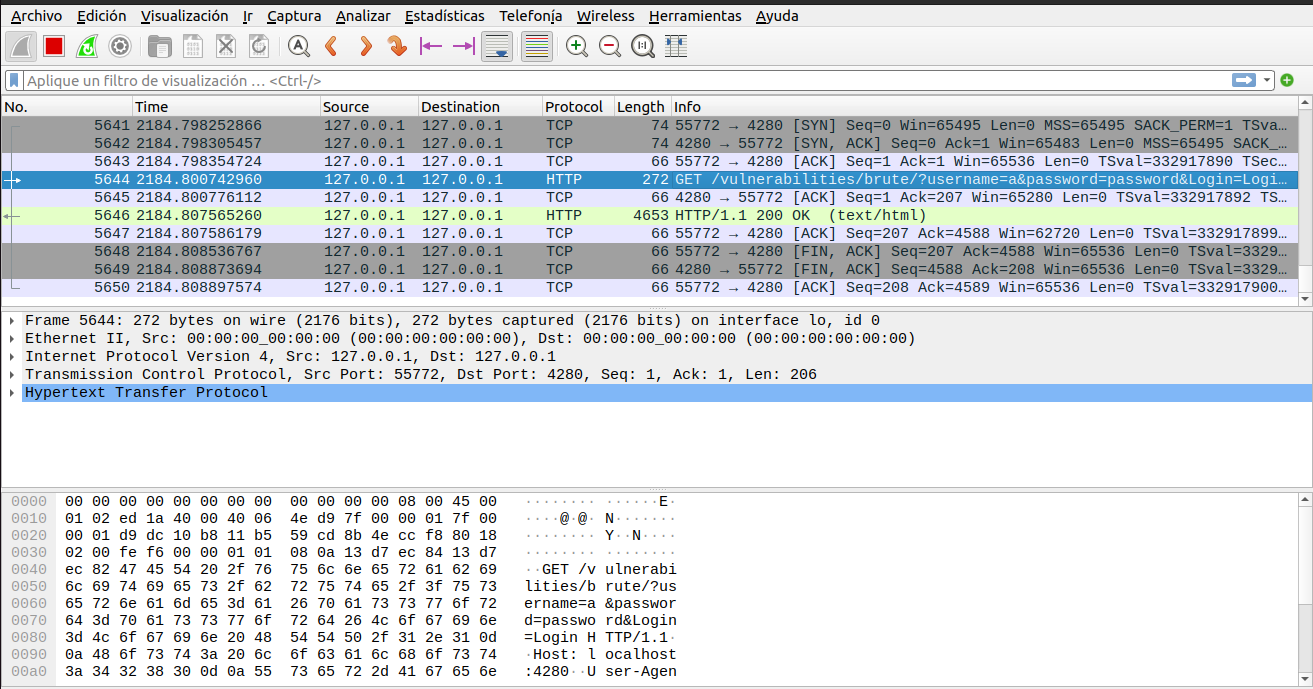 Archivo Edición Visualización Ir Captura Analizar Estadísticas Telefonía Wireless Herramientas Ayuda
Aplique un filtro de visualización … <Ctrl-/>
No. Time Source Destination Protocol Length Info
5641 2184.798252866 127.0.0.1 127.0.0.1 TCP 74 55772 → 4280 [SYN] Seq=0 Win=65495 Len=0 MSS=65495 SACK_PERM=1 TSva…
5642 2184.798305457 127.0.0.1 127.0.0.1 TCP 74 4280 → 55772 [SYN, ACK] Seq=0 Ack=1 Win=65483 Len=0 MSS=65495 SACK_…
5643 2184.798354724 127.0.0.1 127.0.0.1 TCP 66 55772 → 4280 [ACK] Seq=1 Ack=1 Win=65536 Len=0 TSval=332917890 TSec…
5644 2184.800742960 127.0.0.1 127.0.0.1 HTTP 272 GET /vulnerabilities/brute/?username=a&password=password&Login=Logi…
5645 2184.800776112 127.0.0.1 127.0.0.1 TCP 66 4280 → 55772 [ACK] Seq=1 Ack=207 Win=65280 Len=0 TSval=332917892 TS…
5646 2184.807565260 127.0.0.1 127.0.0.1 HTTP 4653 HTTP/1.1 200 OK  (text/html)
5647 2184.807586179 127.0.0.1 127.0.0.1 TCP 66 55772 → 4280 [ACK] Seq=207 Ack=4588 Win=62720 Len=0 TSval=332917899…
5648 2184.808536767 127.0.0.1 127.0.0.1 TCP 66 55772 → 4280 [FIN, ACK] Seq=207 Ack=4588 Win=65536 Len=0 TSval=3329…
5649 2184.808873694 127.0.0.1 127.0.0.1 TCP 66 4280 → 55772 [FIN, ACK] Seq=4588 Ack=208 Win=65536 Len=0 TSval=3329…
5650 2184.808897574 127.0.0.1 127.0.0.1 TCP 66 55772 → 4280 [ACK] Seq=208 Ack=4589 Win=65536 Len=0 TSval=332917900…
Frame 5644: 272 bytes on wire (2176 bits), 272 bytes captured (2176 bits) on interface lo, id 0
Ethernet II, Src: 00:00:00_00:00:00 (00:00:00:00:00:00), Dst: 00:00:00_00:00:00 (00:00:00:00:00:00)
Internet Protocol Version 4, Src: 127.0.0.1, Dst: 127.0.0.1
Transmission Control Protocol, Src Port: 55772, Dst Port: 4280, Seq: 1, Ack: 1, Len: 206
Hypertext Transfer Protocol
0000 00 00 00 00 00 00 00 00 00 00 00 00 08 00 45 00 ········ ······E·
0010 01 02 ed 1a 40 00 40 06 4e d9 7f 00 00 01 7f 00 ····@·@· N·······
0020 00 01 d9 dc 10 b8 11 b5 59 cd 8b 4e cc f8 80 18 ········ Y··N····
0030 02 00 fe f6 00 00 01 01 08 0a 13 d7 ec 84 13 d7 ········ ········
0040 ec 82 47 45 54 20 2f 76 75 6c 6e 65 72 61 62 69 ··GET /v ulnerabi
0050 6c 69 74 69 65 73 2f 62 72 75 74 65 2f 3f 75 73 lities/b rute/?us
0060 65 72 6e 61 6d 65 3d 61 26 70 61 73 73 77 6f 72 ername=a &passwor
0070 64 3d 70 61 73 73 77 6f 72 64 26 4c 6f 67 69 6e d=passwo rd&Login
0080 3d 4c 6f 67 69 6e 20 48 54 54 50 2f 31 2e 31 0d =Login H TTP/1.1·
0090 0a 48 6f 73 74 3a 20 6c 6f 63 61 6c 68 6f 73 74 ·Host: l ocalhost
00a0 3a 34 32 38 30 0d 0a 55 73 65 72 2d 41 67 65 6e :4280··U ser-Agen